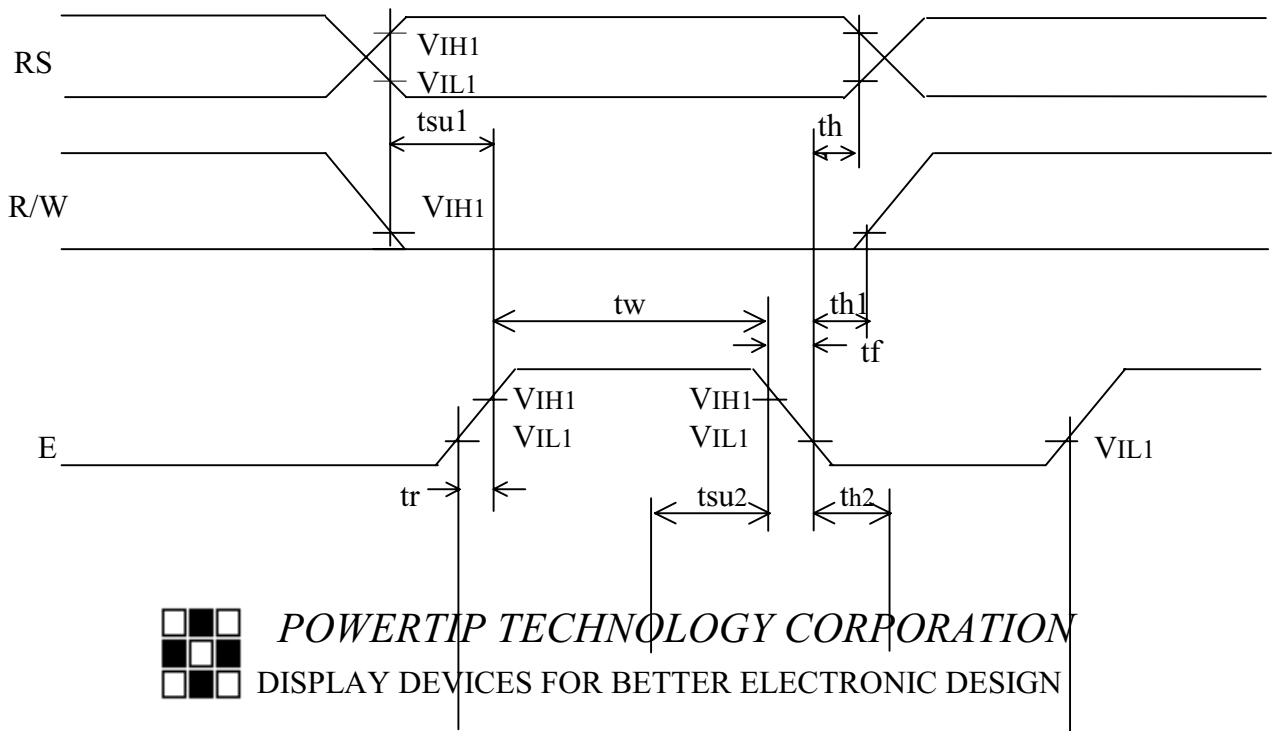 RS
VIH1
VIL1
tsu1
th
R/W
VIH1
tw
th1
tf
E
VIH1
VIL1
VIH1
VIL1
VIL1
tr
tsu2
th2
POWERTIP TECHNOLOGY CORPORATION
DISPLAY DEVICES FOR BETTER ELECTRONIC DESIGN